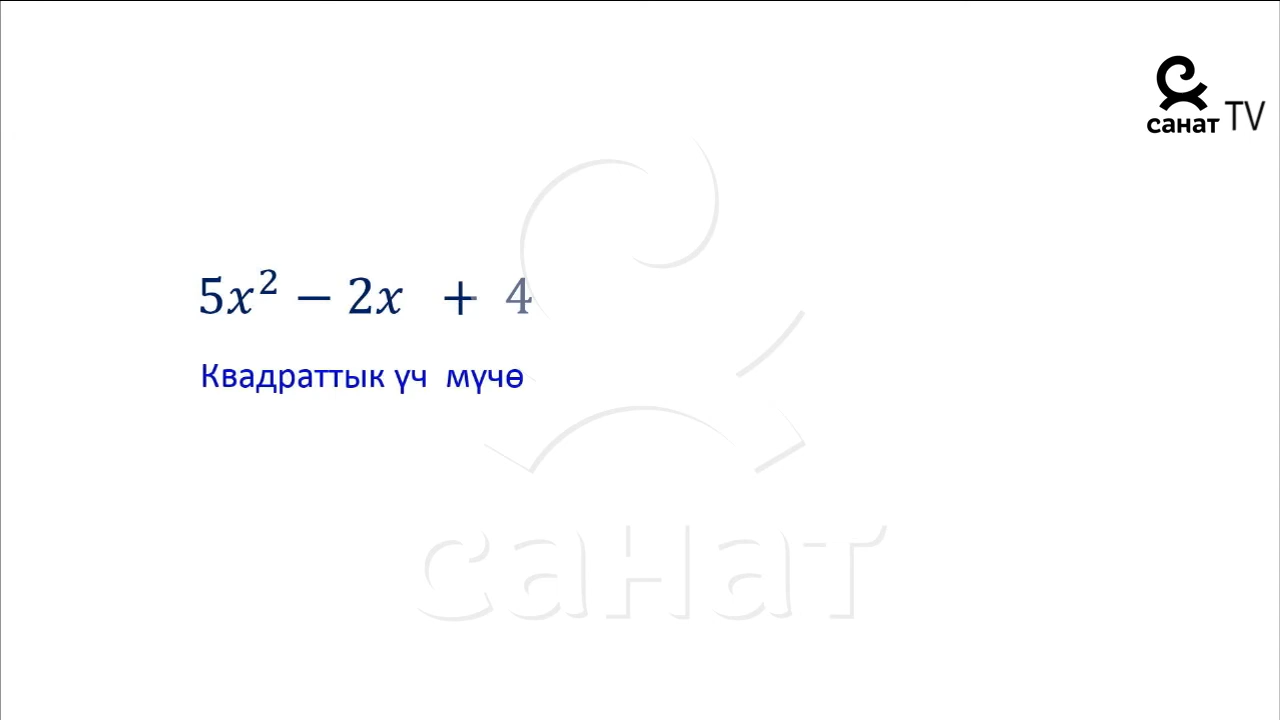 санат TV
5x² − 2x + 4
Квадраттык үч мүчө
санат